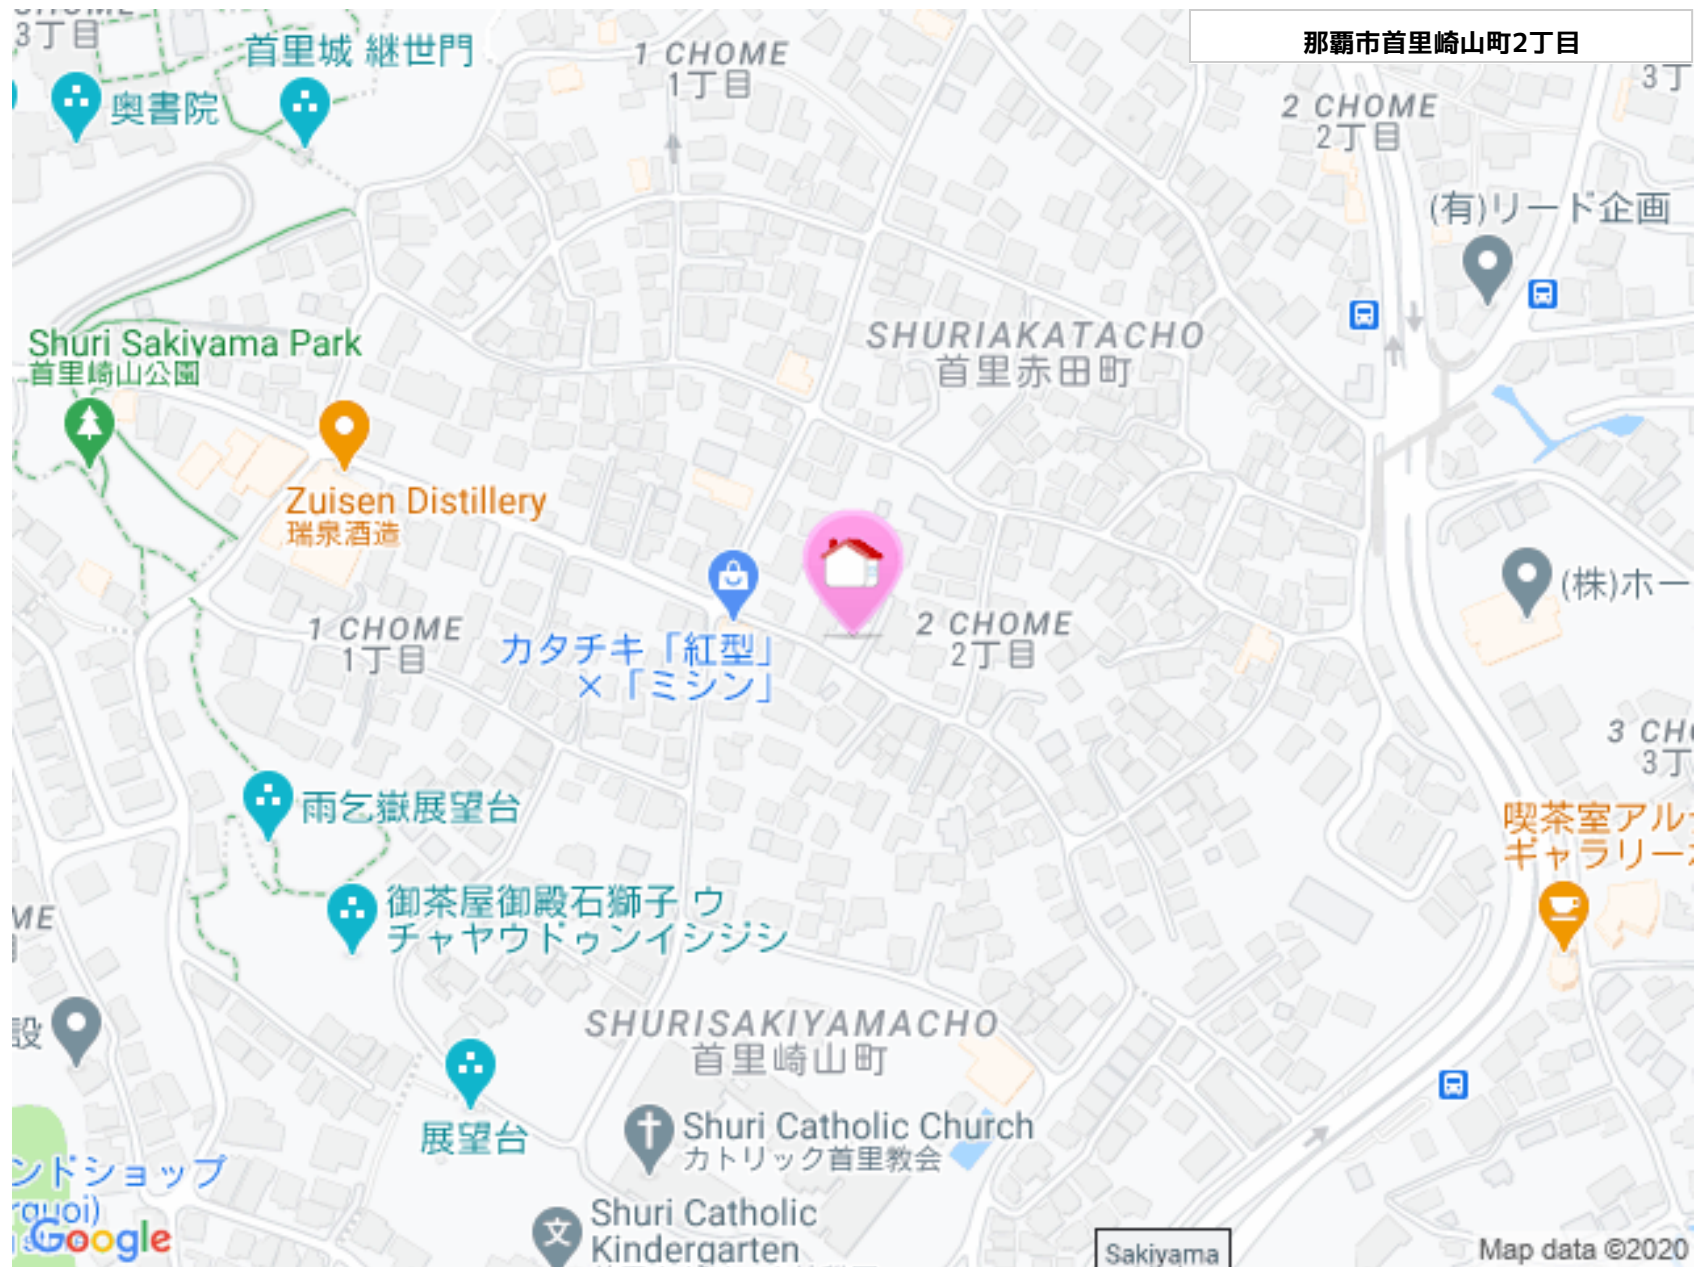 那覇市首里崎山町2丁目
3丁目
首里城 継世門
奥書院
1 CHOME
1丁目
2 CHOME
2丁目
(有)リード企画
SHURIAKATACHO
首里赤田町
Shuri Sakiyama Park
首里崎山公園
Zuisen Distillery
瑞泉酒造
カタチキ「紅型」
×「ミシン」
1 CHOME
1丁目
2 CHOME
2丁目
(株)ホー
雨乞嶽展望台
御茶屋御殿石獅子 ウ
チャヤウドゥンイシジシ
喫茶室アル
ギャラリー
SHURISAKIYAMACHO
首里崎山町
展望台
Shuri Catholic Church
カトリック首里教会
ンドショップ
Shuri Catholic
Kindergarten
Sakiyama
Google
Map data ©2020